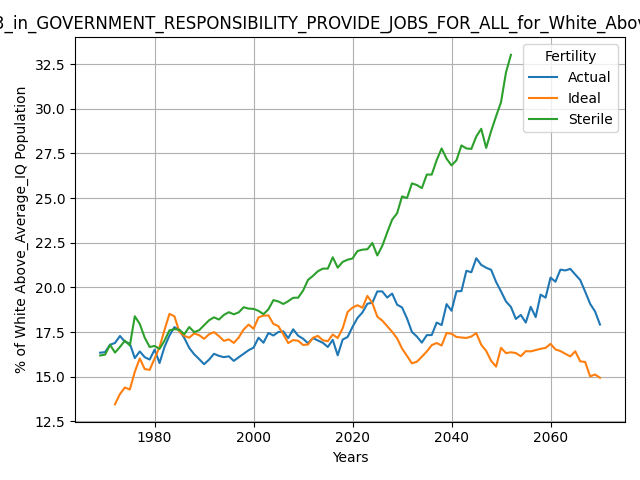 3_in_GOVERNMENT_RESPONSIBILITY_PROVIDE_JOBS_FOR_ALL_for_White_Abov
Fertility
Actual
Ideal
Sterile
% of White Above_Average_IQ Population
32.5
30.0
27.5
25.0
22.5
20.0
17.5
15.0
12.5
1980
2000
2020
2040
2060
Years